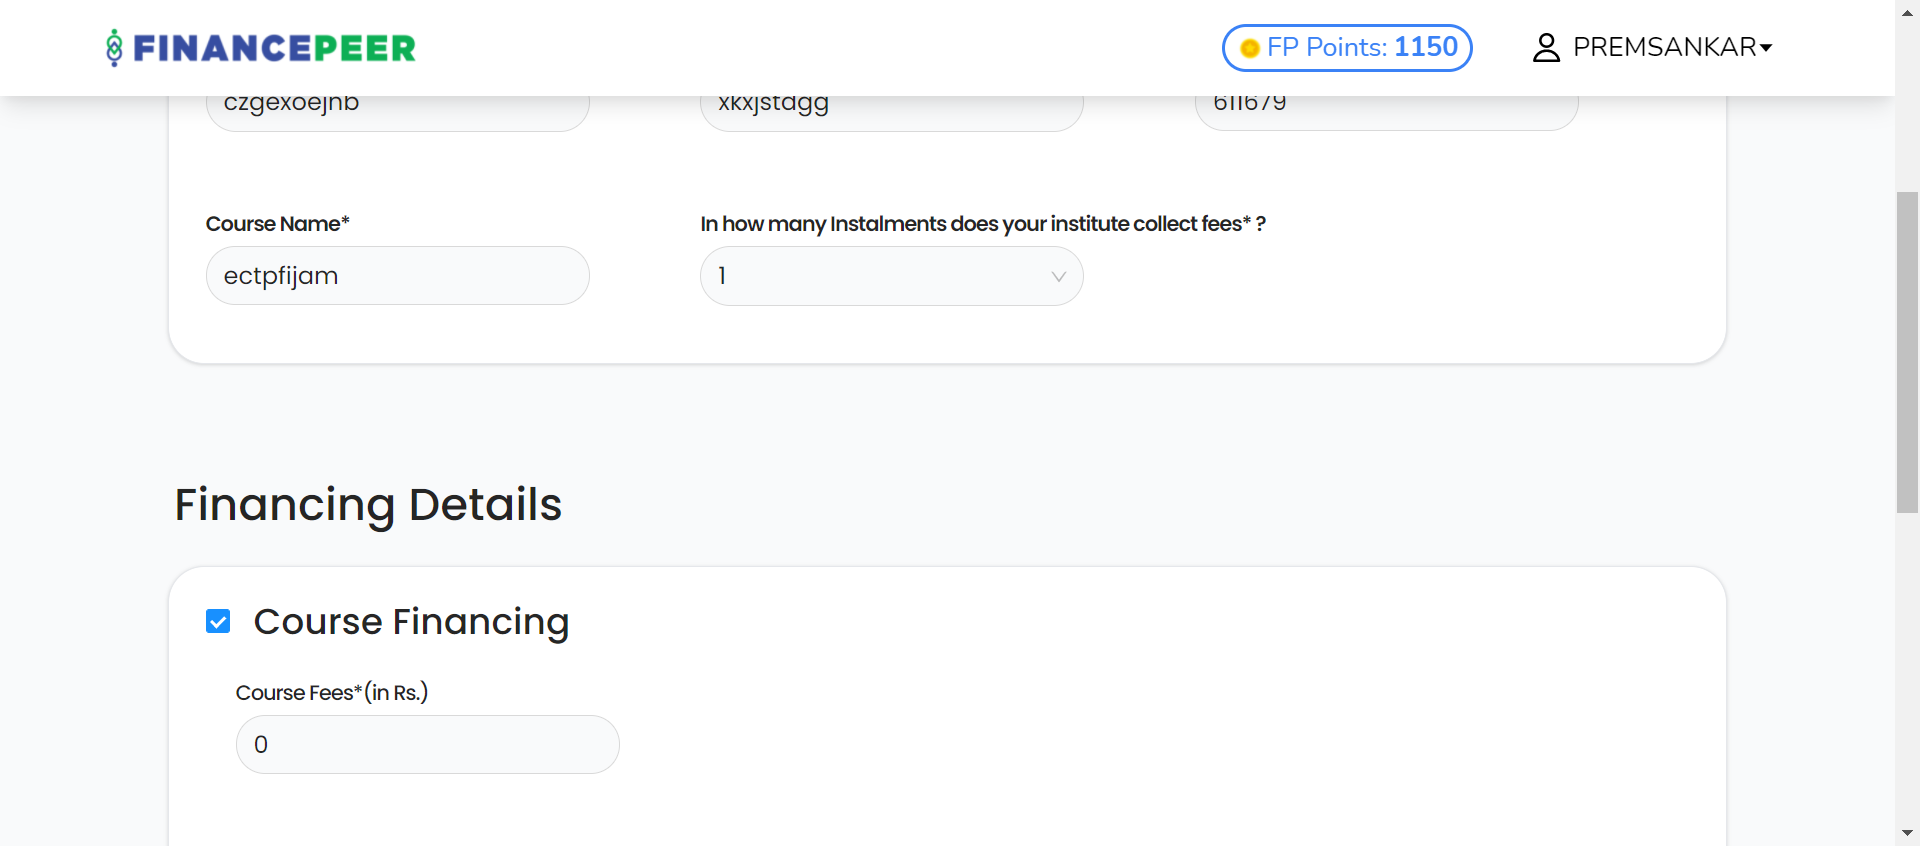 FINANCEPEER
FP Points: 1150
PREMSANKAR
czgexoejnb
xkxjstdgg
611679
Course Name*
In how many Instalments does your institute collect fees* ?
ectpfijam
1
Financing Details
Course Financing
Course Fees*(in Rs.)
0